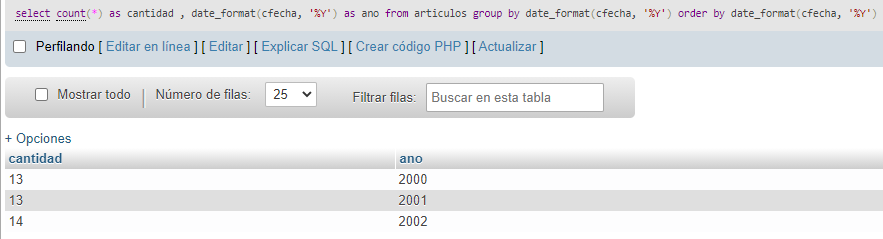 select count(*) as cantidad , date_format(cfecha, '%Y') as ano from articulos group by date_format(cfecha, '%Y') order by date_format(cfecha, '%Y')
Perfilando [ Editar en línea ] [ Editar ] [ Explicar SQL ] [ Crear código PHP ] [ Actualizar ]
Mostrar todo | Número de filas: 25 Filtrar filas: Buscar en esta tabla
+ Opciones
cantidad ano
13 2000
13 2001
14 2002